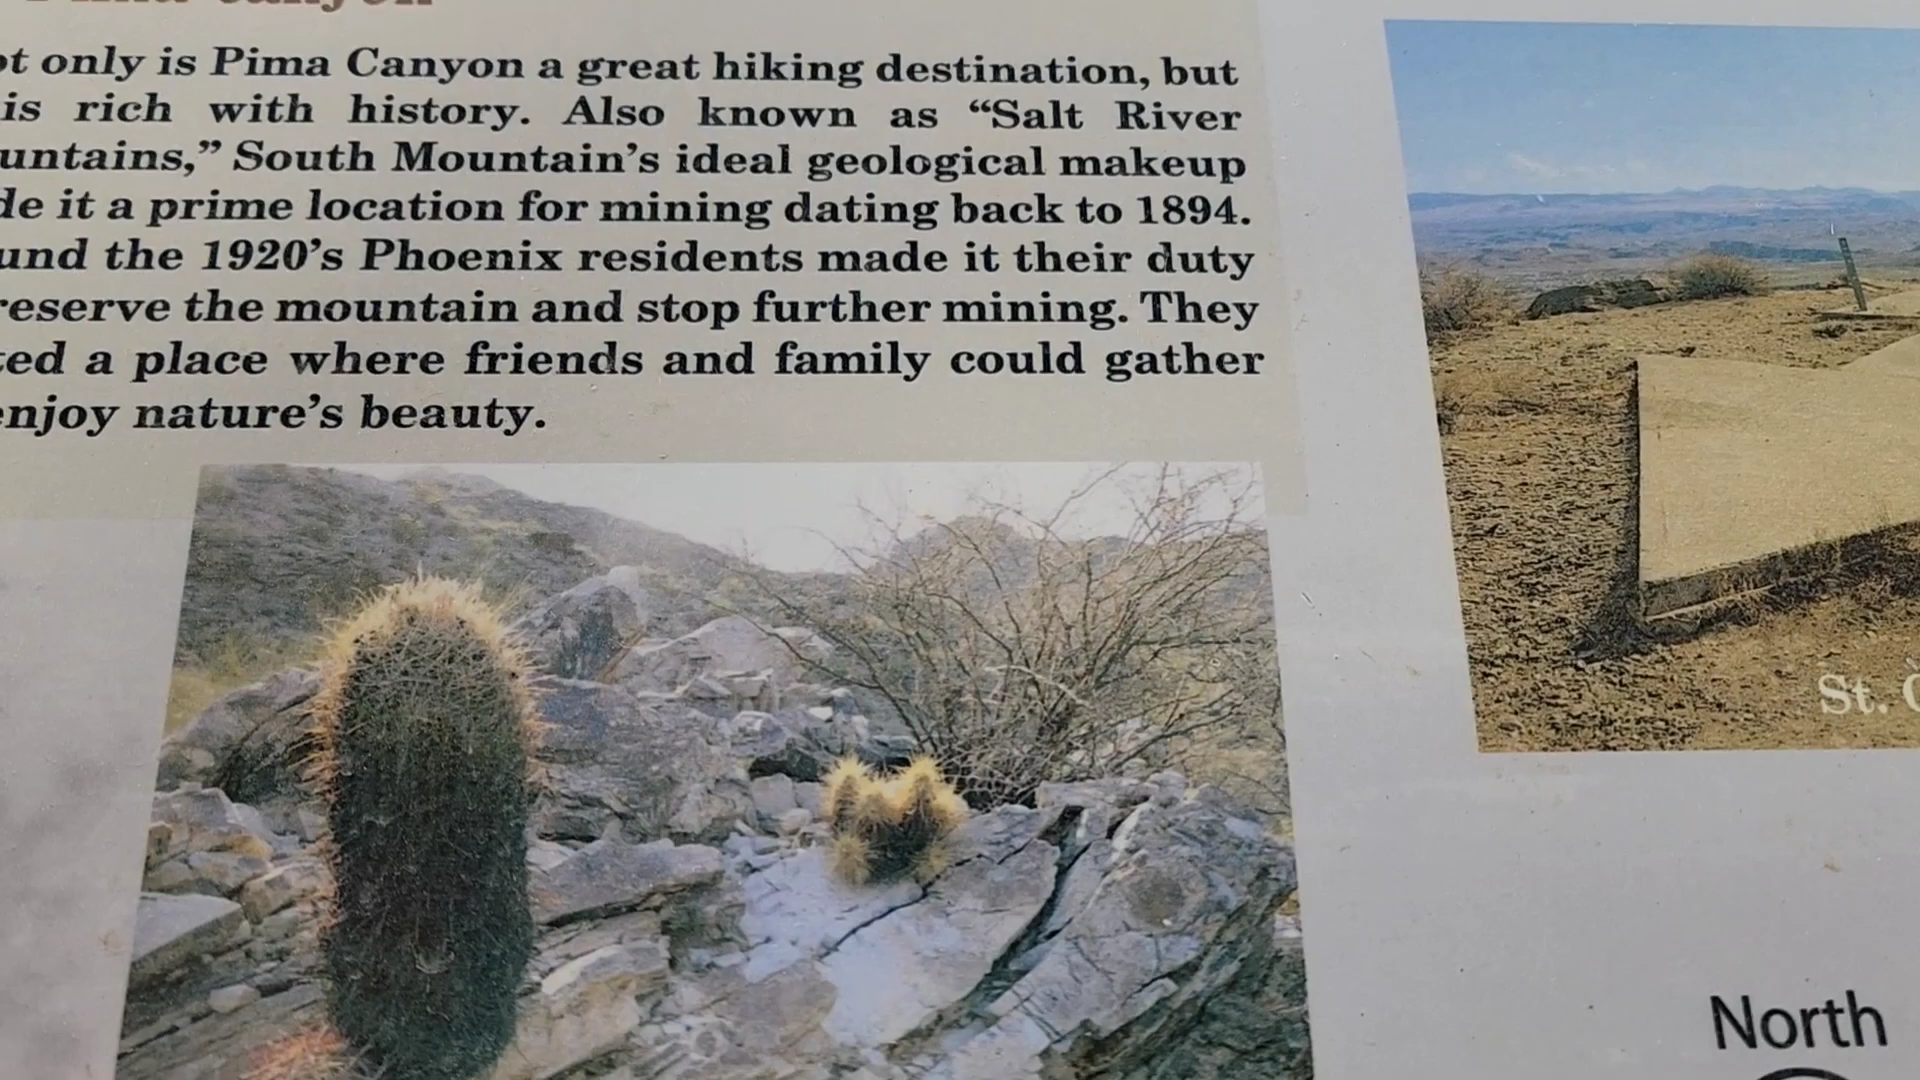 Pima Canyon
ot only is Pima Canyon a great hiking destination, but
is rich with history. Also known as “Salt River
untains,” South Mountain’s ideal geological makeup
de it a prime location for mining dating back to 1894.
und the 1920’s Phoenix residents made it their duty
reserve the mountain and stop further mining. They
ted a place where friends and family could gather
enjoy nature’s beauty.
St.
North